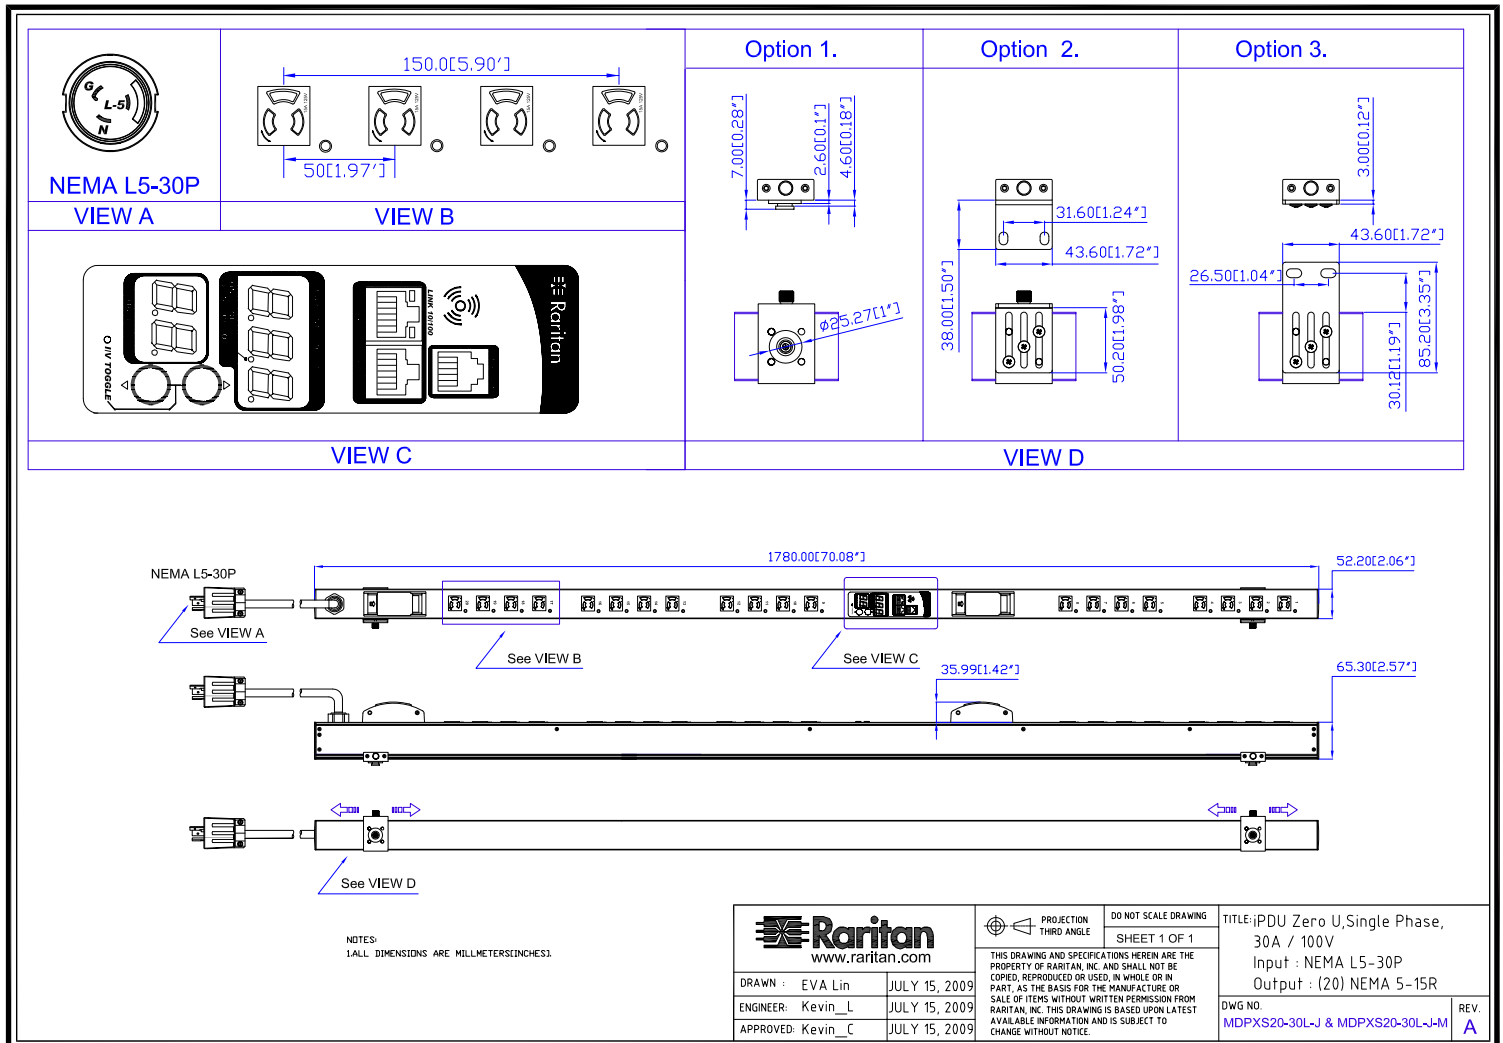 G
L-5
N
NEMA L5-30P
VIEW A
150.0[5.90']
15A 125V
15A 125V
15A 125V
50[1.97']
VIEW B
LINK 10/100
Raritan
O I/V TOGGLE
VIEW C
Option 1.
7.00[0.28"]
2.60[0.1"]
4.60[0.18"]
ø25.27[1"]
Option 2.
31.60[1.24"]
43.60[1.72"]
38.00[1.50"]
50.20[1.98"]
Option 3.
3.00[0.12"]
43.60[1.72"]
26.50[1.04"]
30.12[1.19"]
85.20[3.35"]
VIEW D
1780.00[70.08"]
52.20[2.06"]
NEMA L5-30P
See VIEW A
See VIEW B
See VIEW C
35.99[1.42"]
65.30[2.57"]
See VIEW D
NOTES:
1.ALL DIMENSIONS ARE MILLMETERS[INCHES].
Raritan
www.raritan.com
DRAWN : EVA Lin JULY 15, 2009
ENGINEER: Kevin_L JULY 15, 2009
APPROVED: Kevin_C JULY 15, 2009
PROJECTION
THIRD ANGLE
DO NOT SCALE DRAWING
SHEET 1 OF 1
THIS DRAWING AND SPECIFICATIONS HEREIN ARE THE
PROPERTY OF RARITAN, INC. AND SHALL NOT BE
COPIED, REPRODUCED OR USED, IN WHOLE OR IN
PART, AS THE BASIS FOR THE MANUFACTURE OR
SALE OF ITEMS WITHOUT WRITTEN PERMISSION FROM
RARITAN, INC. THIS DRAWING IS BASED UPON LATEST
AVAILABLE INFORMATION AND IS SUBJECT TO
CHANGE WITHOUT NOTICE.
TITLE:iPDU Zero U,Single Phase,
30A / 100V
Input : NEMA L5-30P
Output : (20) NEMA 5-15R
DWG NO.
MDPXS20-30L-J & MDPXS20-30L-J-M
REV.
A